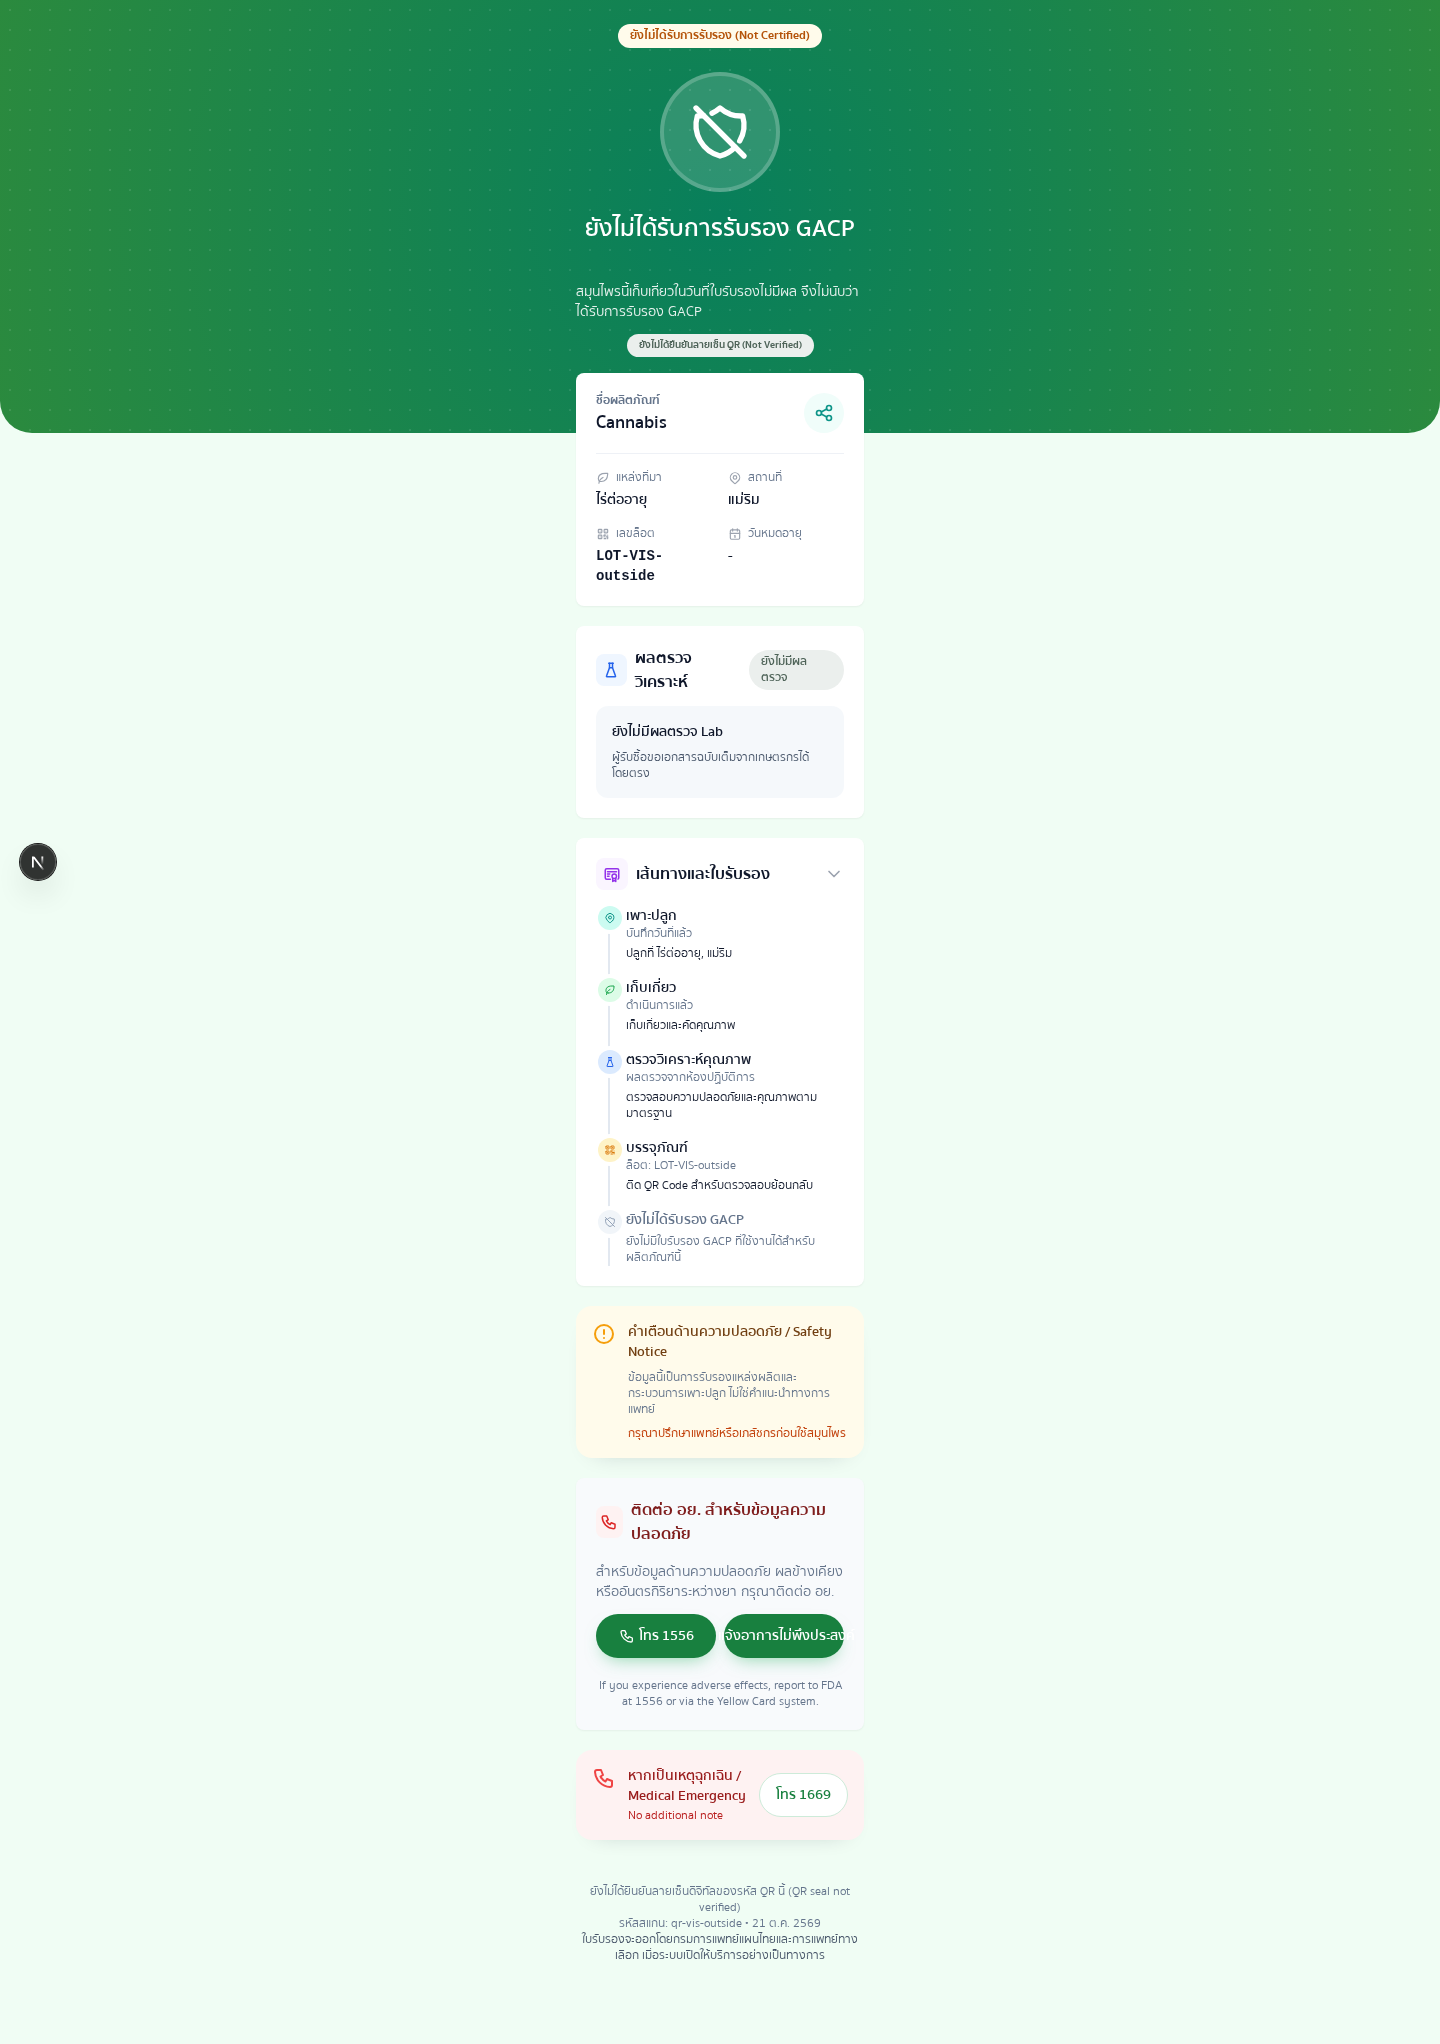 ยังไม่ได้รับการรับรอง (Not Certified)
ยังไม่ได้รับการรับรอง GACP
สมุนไพรนี้เก็บเกี่ยวในวันที่ใบรับรองไม่มีผล จึงไม่นับว่า
ได้รับการรับรอง GACP
ยังไม่ได้ยืนยันลายเซ็น QR (Not Verified)
ชื่อผลิตภัณฑ์
Cannabis
แหล่งที่มา
ไร่ต่ออายุ
สถานที่
แม่ริม
เลขล็อต
LOT-VIS-
outside
วันหมดอายุ
-
ผลตรวจ
วิเคราะห์
ยังไม่มีผล
ตรวจ
ยังไม่มีผลตรวจ Lab
ผู้รับซื้อขอเอกสารฉบับเต็มจากเกษตรกรได้
โดยตรง
N
เส้นทางและใบรับรอง
เพาะปลูก
บันทึกวันที่แล้ว
ปลูกที่ ไร่ต่ออายุ, แม่ริม
เก็บเกี่ยว
ดำเนินการแล้ว
เก็บเกี่ยวและคัดคุณภาพ
ตรวจวิเคราะห์คุณภาพ
ผลตรวจจากห้องปฏิบัติการ
ตรวจสอบความปลอดภัยและคุณภาพตาม
มาตรฐาน
บรรจุภัณฑ์
ล็อต: LOT-VIS-outside
ติด QR Code สำหรับตรวจสอบย้อนกลับ
ยังไม่ได้รับรอง GACP
ยังไม่มีใบรับรอง GACP ที่ใช้งานได้สำหรับ
ผลิตภัณฑ์นี้
คำเตือนด้านความปลอดภัย / Safety
Notice
ข้อมูลนี้เป็นการรับรองแหล่งผลิตและ
กระบวนการเพาะปลูก ไม่ใช่คำแนะนำทางการ
แพทย์
กรุณาปรึกษาแพทย์หรือเภสัชกรก่อนใช้สมุนไพร
ติดต่อ อย. สำหรับข้อมูลความ
ปลอดภัย
สำหรับข้อมูลด้านความปลอดภัย ผลข้างเคียง
หรืออันตรกิริยาระหว่างยา กรุณาติดต่อ อย.
โทร 1556
จ้งอาการไม่พึงประสง
If you experience adverse effects, report to FDA
at 1556 or via the Yellow Card system.
หากเป็นเหตุฉุกเฉิน /
Medical Emergency
No additional note
โทร 1669
ยังไม่ได้ยืนยันลายเซ็นดิจิทัลของรหัส QR นี้ (QR seal not
verified)
รหัสสแกน: qr-vis-outside • 21 ต.ค. 2569
ใบรับรองจะออกโดยกรมการแพทย์แผนไทยและการแพทย์ทาง
เลือก เมื่อระบบเปิดให้บริการอย่างเป็นทางการ